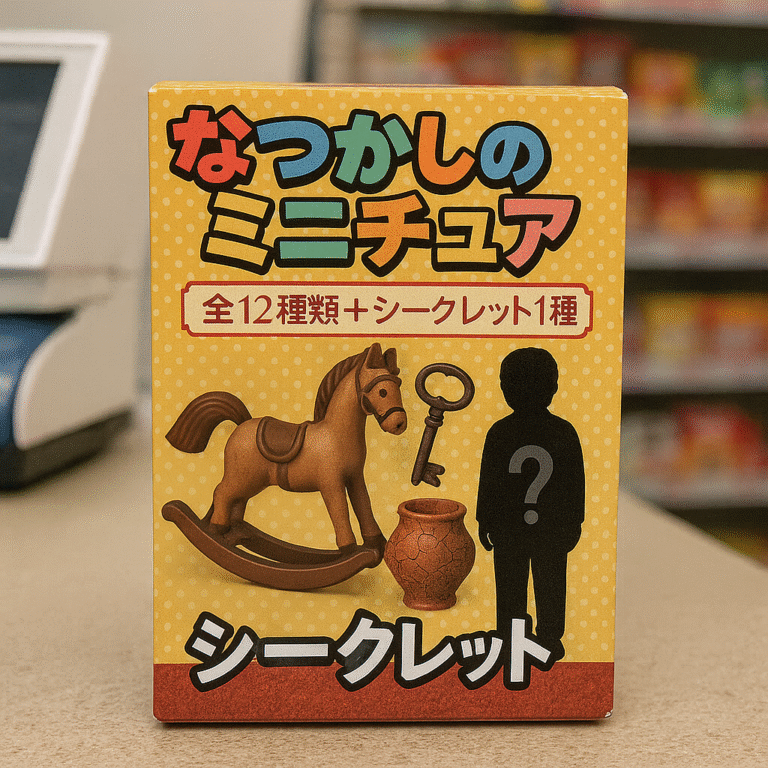 なつかしの
ミニチュア
全12種類+シークレット1種
?
シークレット